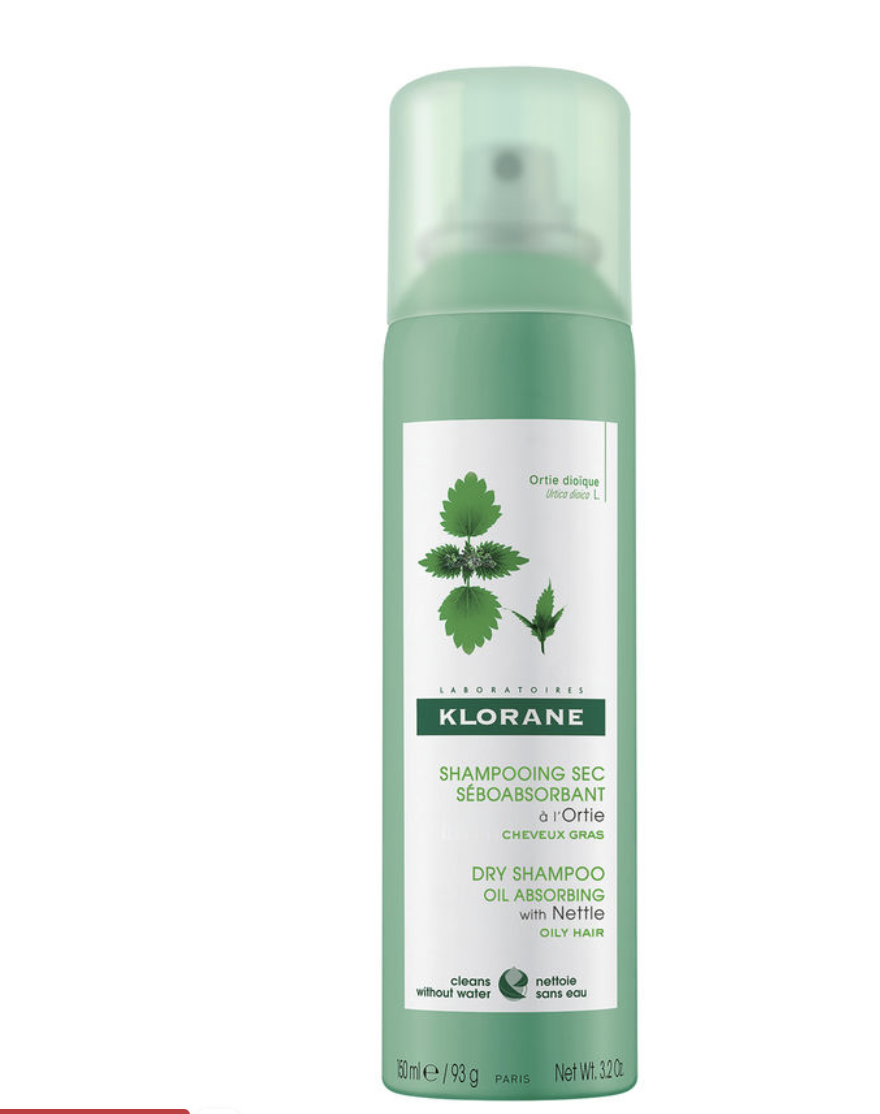 Ortie dioïque
Urtica dioica L.
LABORATOIRES
KLORANE
SHAMPOOING SEC
SÉBOABSORBANT
à l'Ortie
CHEVEUX GRAS
DRY SHAMPOO
OIL ABSORBING
with Nettle
OILY HAIR
cleans
without water
nettoie
sans eau
150 ml ℮ / 93 g PARIS Net Wt. 3.2 Oz